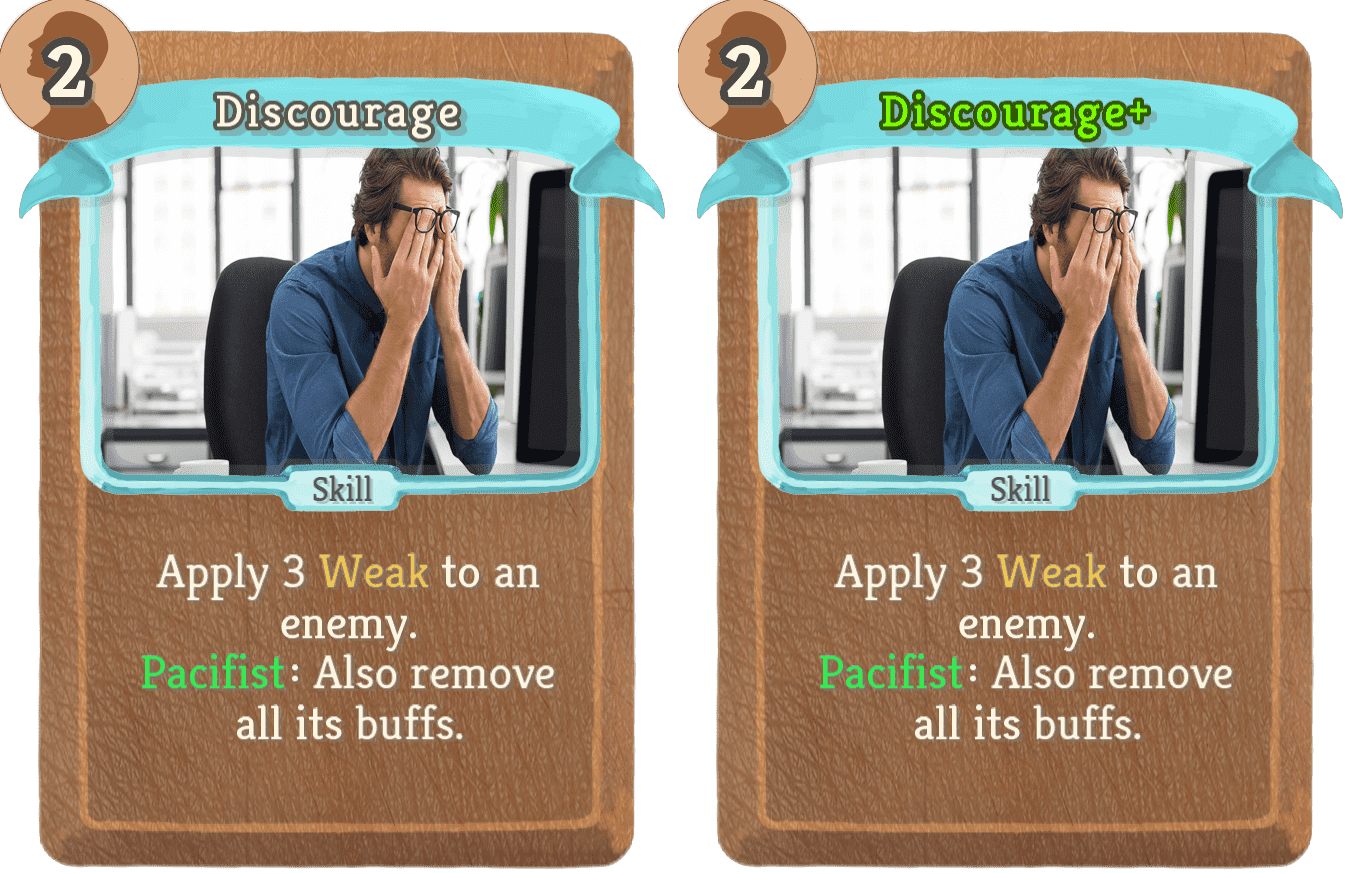 2
Discourage
Skill
Apply 3 Weak to an
enemy.
Pacifist: Also remove
all its buffs.
2
Discourage+
Skill
Apply 3 Weak to an
enemy.
Pacifist: Also remove
all its buffs.